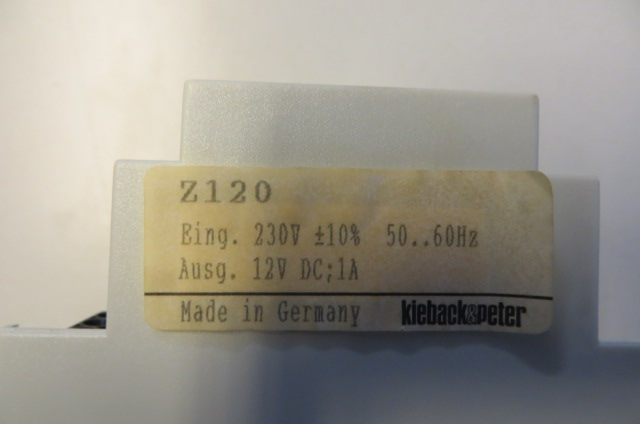 Z120
Eing. 230V ±10% 50..60Hz
Ausg. 12V DC;1A
Made in Germany kieback&peter